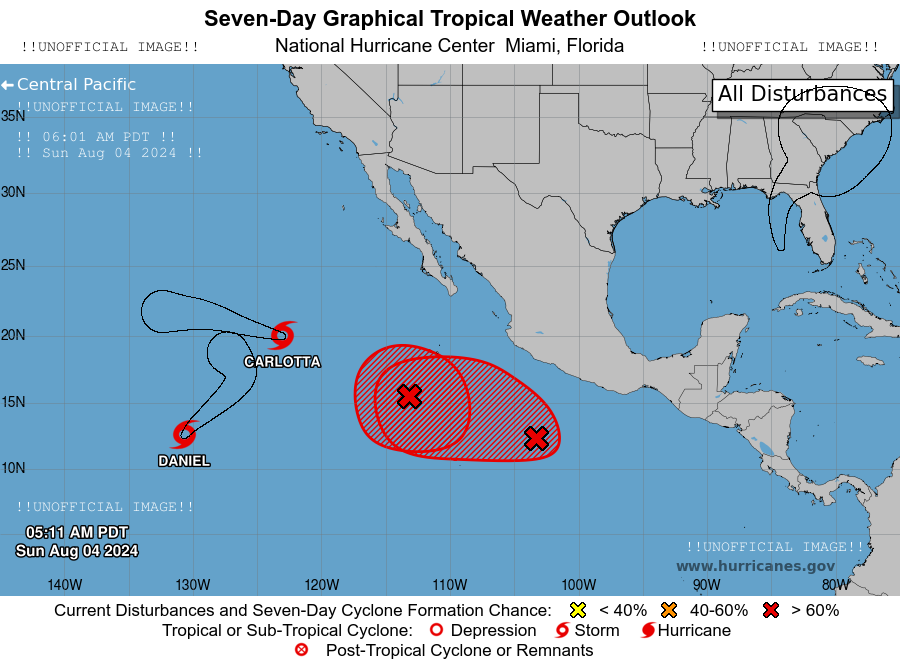 Seven-Day Graphical Tropical Weather Outlook
!!UNOFFICIAL IMAGE!! National Hurricane Center Miami, Florida !!UNOFFICIAL IMAGE!!
Central Pacific
All Disturbances
!!UNOFFICIAL IMAGE!!
35N
!! 06:01 AM PDT !!
!! Sun Aug 04 2024 !!
30N
25N
20N
CARLOTTA
15N
DANIEL
10N
!!UNOFFICIAL IMAGE!!
05:11 AM PDT
Sun Aug 04 2024
!!UNOFFICIAL IMAGE!!
www.hurricanes.gov
140W 130W 120W 110W 100W 90W 80W
Current Disturbances and Seven-Day Cyclone Formation Chance: < 40% 40-60% > 60%
Tropical or Sub-Tropical Cyclone: Depression Storm Hurricane
Post-Tropical Cyclone or Remnants